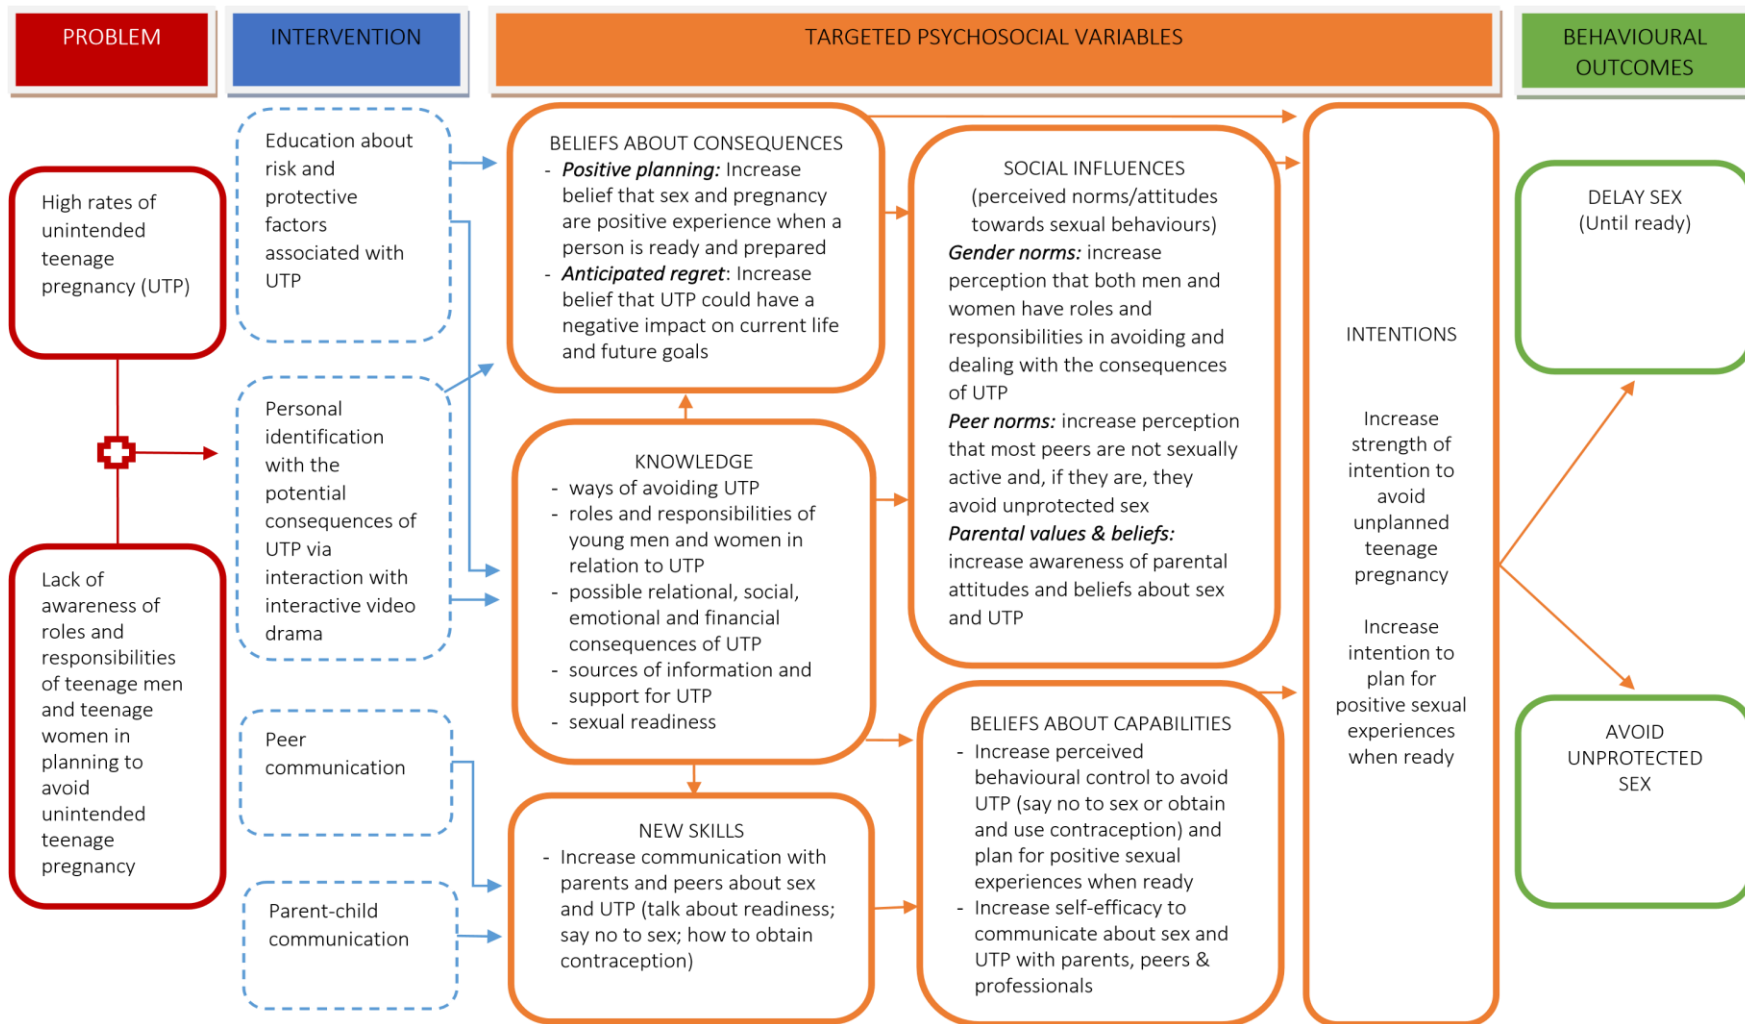 PROBLEM
INTERVENTION
TARGETED PSYCHOSOCIAL VARIABLES
BEHAVIOURAL
OUTCOMES
High rates of
unintended
teenage
pregnancy (UTP)
Lack of
awareness of
roles and
responsibilities
of teenage men
and teenage
women in
planning to
avoid
unintended
teenage
pregnancy
Education about
risk and
protective
factors
associated with
UTP
Personal
identification
with the
potential
consequences of
UTP via
interaction with
interactive video
drama
Peer
communication
Parent-child
communication
BELIEFS ABOUT CONSEQUENCES
- Positive planning: Increase
belief that sex and pregnancy
are positive experience when a
person is ready and prepared
- Anticipated regret: Increase
belief that UTP could have a
negative impact on current life
and future goals
KNOWLEDGE
- ways of avoiding UTP
- roles and responsibilities of
young men and women in
relation to UTP
- possible relational, social,
emotional and financial
consequences of UTP
- sources of information and
support for UTP
- sexual readiness
NEW SKILLS
- Increase communication with
parents and peers about sex
and UTP (talk about readiness;
say no to sex; how to obtain
contraception)
SOCIAL INFLUENCES
(perceived norms/attitudes
towards sexual behaviours)
Gender norms: increase
perception that both men and
women have roles and
responsibilities in avoiding and
dealing with the consequences
of UTP
Peer norms: increase perception
that most peers are not sexually
active and, if they are, they
avoid unprotected sex
Parental values & beliefs:
increase awareness of parental
attitudes and beliefs about sex
and UTP
BELIEFS ABOUT CAPABILITIES
- Increase perceived
behavioural control to avoid
UTP (say no to sex or obtain
and use contraception) and
plan for positive sexual
experiences when ready
- Increase self-efficacy to
communicate about sex and
UTP with parents, peers &
professionals
INTENTIONS
Increase
strength of
intention to
avoid
unplanned
teenage
pregnancy
Increase
intention to
plan for
positive sexual
experiences
when ready
DELAY SEX
(Until ready)
AVOID
UNPROTECTED
SEX